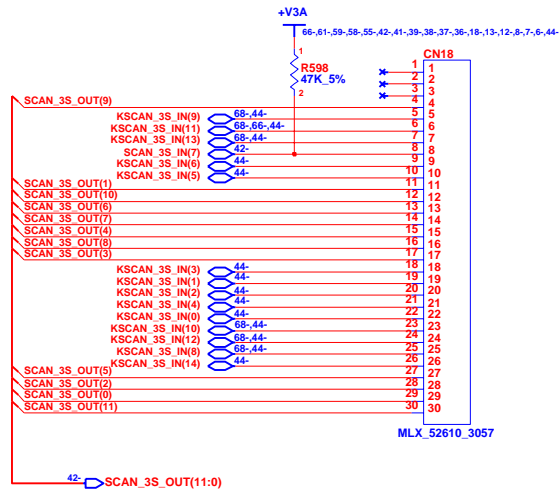 +V3A
66-,61-,59-,58-,55-,42-,41-,39-,38-,37-,36-,18-,13-,12-,8-,7-,6-,44-
CN18
1
R598
47K_5%
2
1 1
2 2
3 3
SCAN_3S_OUT(9) 4 4
KSCAN_3S_IN(9) 68-,44- 5 5
KSCAN_3S_IN(11) 68-,66-,44- 6 6
KSCAN_3S_IN(13) 68-,44- 7 7
SCAN_3S_IN(7) 42- 8 8
KSCAN_3S_IN(6) 44- 9 9
KSCAN_3S_IN(5) 44- 10 10
SCAN_3S_OUT(1) 11 11
SCAN_3S_OUT(10) 12 12
SCAN_3S_OUT(6) 13 13
SCAN_3S_OUT(7) 14 14
SCAN_3S_OUT(4) 15 15
SCAN_3S_OUT(8) 16 16
SCAN_3S_OUT(3) 17 17
KSCAN_3S_IN(3) 44- 18 18
KSCAN_3S_IN(1) 44- 19 19
KSCAN_3S_IN(2) 44- 20 20
KSCAN_3S_IN(4) 44- 21 21
KSCAN_3S_IN(0) 44- 22 22
KSCAN_3S_IN(10) 68-,44- 23 23
KSCAN_3S_IN(12) 68-,44- 24 24
KSCAN_3S_IN(8) 68-,44- 25 25
KSCAN_3S_IN(14) 44- 26 26
SCAN_3S_OUT(5) 27 27
SCAN_3S_OUT(2) 28 28
SCAN_3S_OUT(0) 29 29
SCAN_3S_OUT(11) 30 30
MLX_52610_3057
42- SCAN_3S_OUT(11:0)